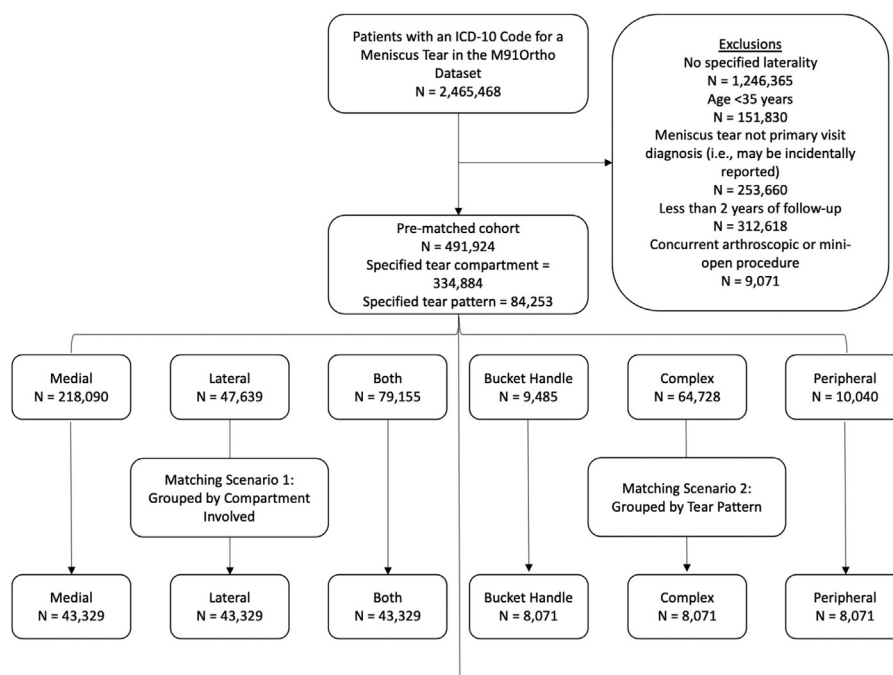 Patients with an ICD-10 Code for a
Meniscus Tear in the M91Ortho
Dataset
N = 2,465,468
Exclusions
No specified laterality
N = 1,246,365
Age <35 years
N = 151,830
Meniscus tear not primary visit
diagnosis (i.e., may be incidentally
reported)
N = 253,660
Less than 2 years of follow-up
N = 312,618
Concurrent arthroscopic or mini-
open procedure
N = 9,071
Pre-matched cohort
N = 491,924
Specified tear compartment =
334,884
Specified tear pattern = 84,253
Medial
N = 218,090
Lateral
N = 47,639
Both
N = 79,155
Bucket Handle
N = 9,485
Complex
N = 64,728
Peripheral
N = 10,040
Matching Scenario 1:
Grouped by Compartment
Involved
Matching Scenario 2:
Grouped by Tear Pattern
Medial
N = 43,329
Lateral
N = 43,329
Both
N = 43,329
Bucket Handle
N = 8,071
Complex
N = 8,071
Peripheral
N = 8,071